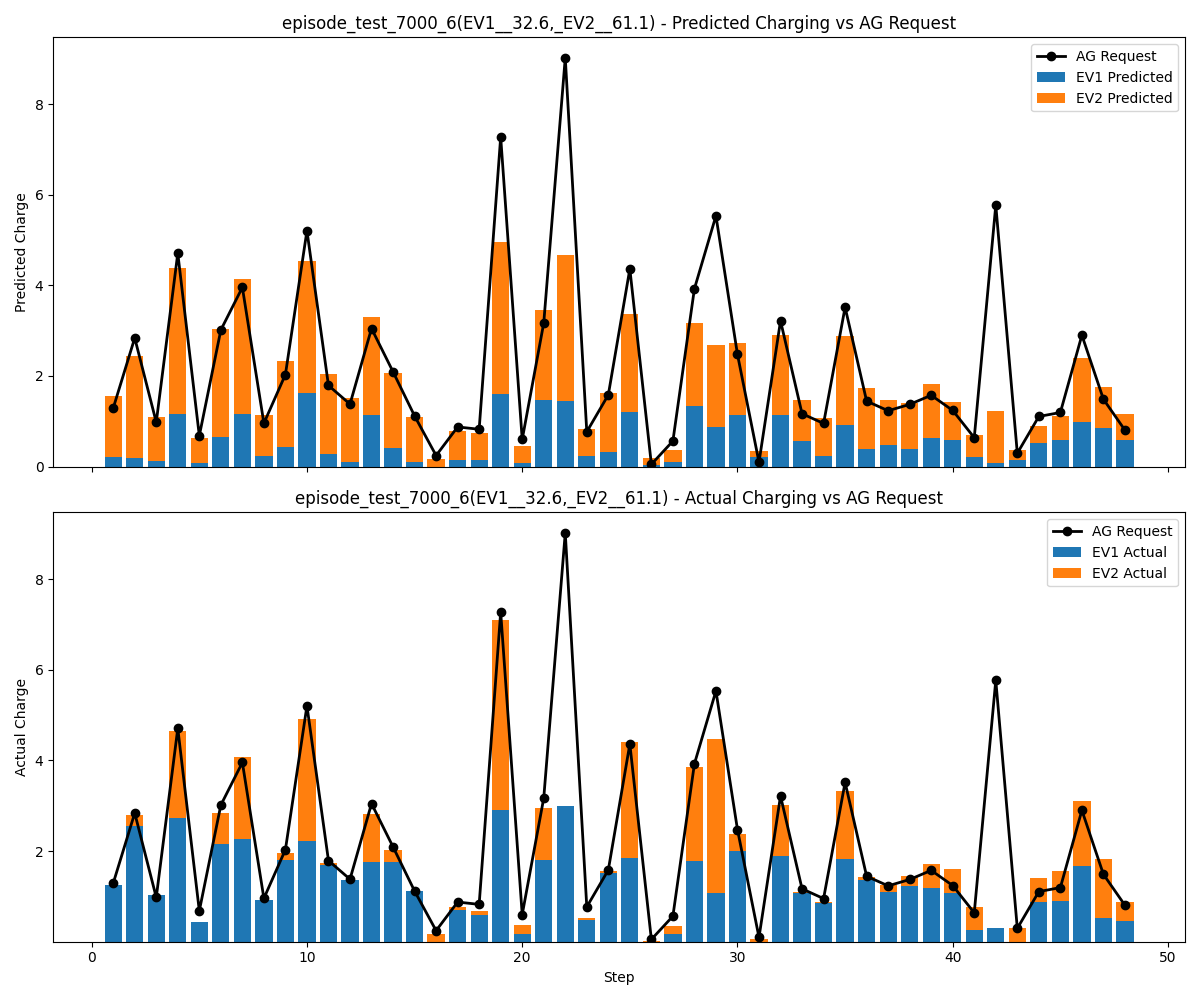 episode_test_7000_6(EV1__32.6,_EV2__61.1) - Predicted Charging vs AG Request
AG Request
EV1 Predicted
EV2 Predicted
Predicted Charge
8
6
4
2
0
episode_test_7000_6(EV1__32.6,_EV2__61.1) - Actual Charging vs AG Request
AG Request
EV1 Actual
EV2 Actual
Actual Charge
8
6
4
2
0 10 20 30 40 50
Step